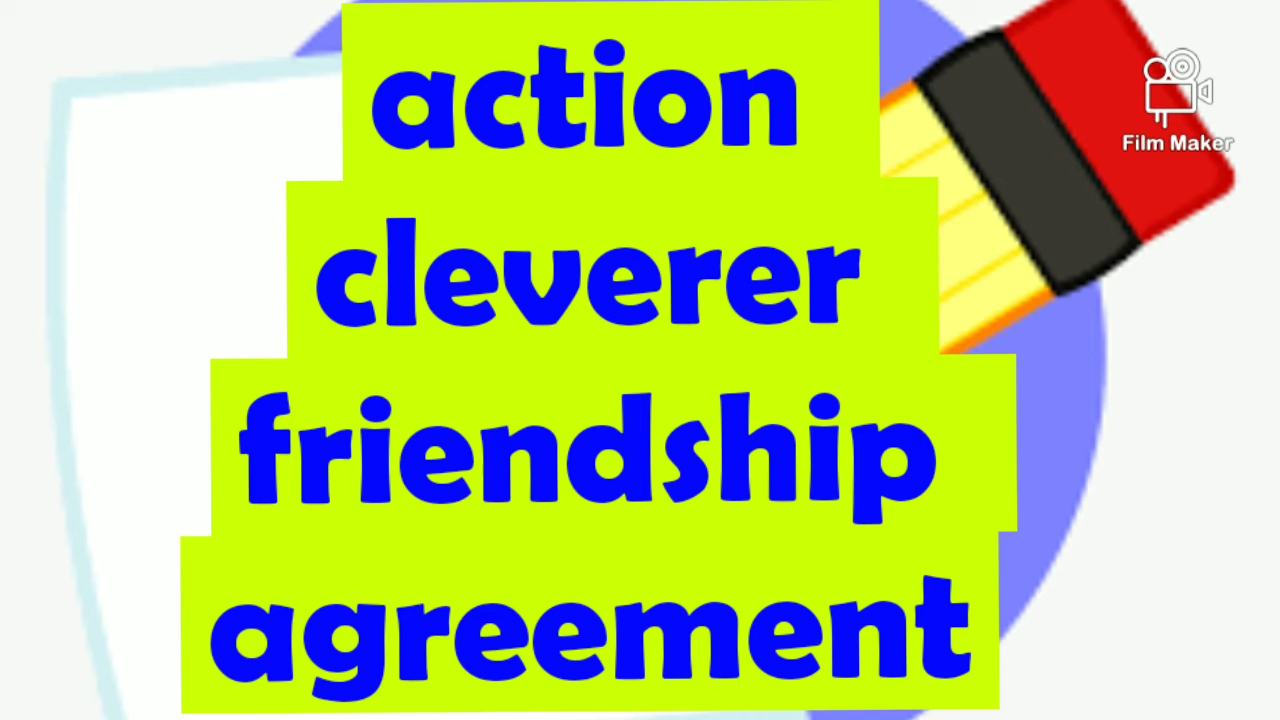 action
Film Maker
cleverer
friendship
agreement